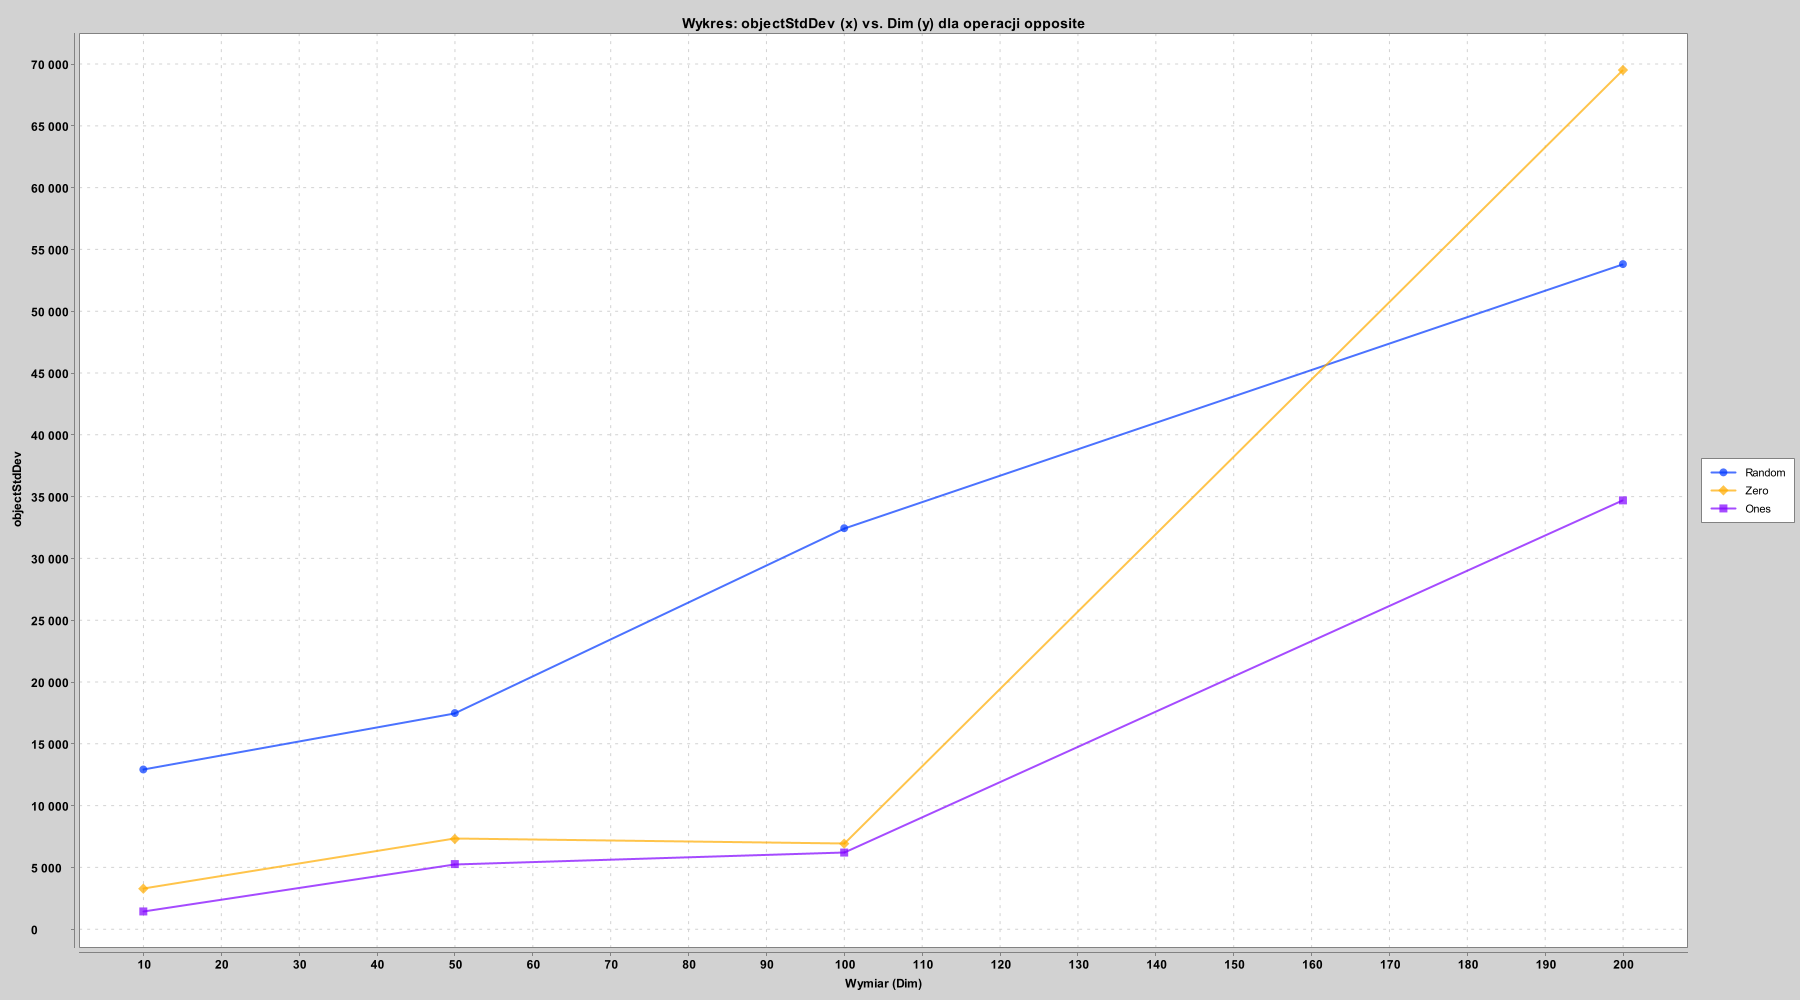 Wykres: objectStdDev (x) vs. Dim (y) dla operacji opposite
70 000
65 000
60 000
55 000
50 000
45 000
40 000
35 000
30 000
25 000
20 000
15 000
10 000
5 000
0
objectStdDev
10 20 30 40 50 60 70 80 90 100 110 120 130 140 150 160 170 180 190 200
Wymiar (Dim)
Random
Zero
Ones